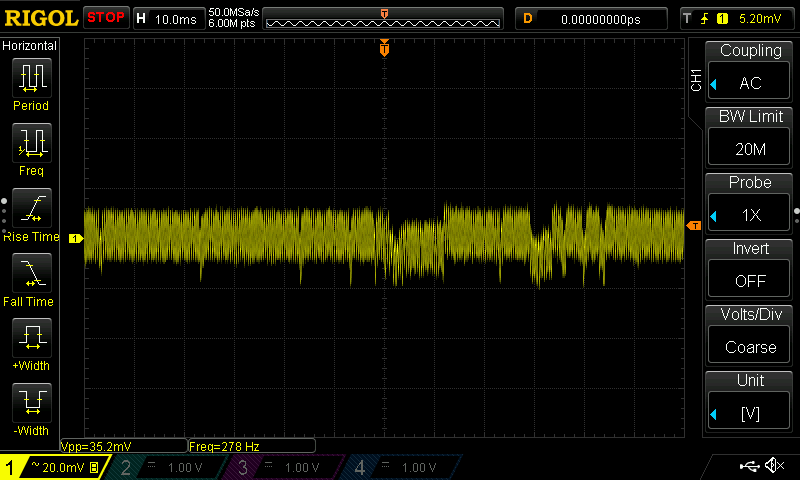 RIGOL STOP H 10.0ms 50.0MSa/s 6.00M pts T D 0.00000000ps T 1 5.20mV
Horizontal
Period
Freq
Rise Time
Fall Time
+Width
-Width
T
1
T
CH1
Coupling
AC
BW Limit
20M
Probe
1X
Invert
OFF
Volts/Div
Coarse
Unit
[V]
Vpp=35.2mV Freq=278 Hz
1 ~ 20.0mV B 2 1.00 V 3 1.00 V 4 1.00 V